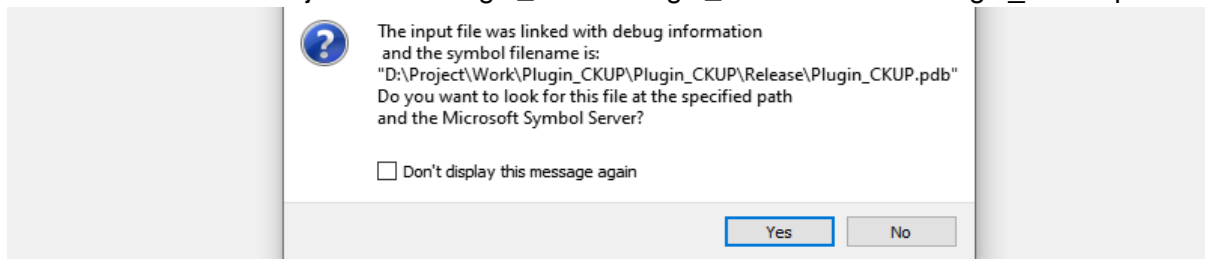 The input file was linked with debug information
and the symbol filename is:
"D:\Project\Work\Plugin_CKUP\Plugin_CKUP\Release\Plugin_CKUP.pdb"
Do you want to look for this file at the specified path
and the Microsoft Symbol Server?
Don't display this message again
Yes No